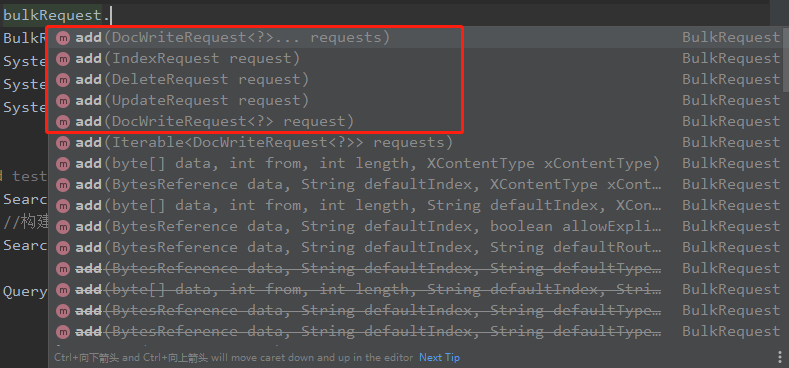 bulkRequest.
BulkR
Syste
Syste
Syste
d test
Searc
//构建
Searc
Query
m add(DocWriteRequest<?>... requests) BulkRequest
m add(IndexRequest request) BulkRequest
m add(DeleteRequest request) BulkRequest
m add(UpdateRequest request) BulkRequest
m add(DocWriteRequest<?> request) BulkRequest
m add(Iterable<DocWriteRequest<?>> requests) BulkRequest
m add(byte[] data, int from, int length, XContentType xContentType) BulkRequest
m add(BytesReference data, String defaultIndex, XContentType xCont… BulkRequest
m add(byte[] data, int from, int length, String defaultIndex, XCon… BulkRequest
m add(BytesReference data, String defaultIndex, boolean allowExpli… BulkRequest
m add(BytesReference data, String defaultIndex, String defaultRout… BulkRequest
m add(BytesReference data, String defaultIndex, String defaultType… BulkRequest
m add(byte[] data, int from, int length, String defaultIndex, Stri… BulkRequest
m add(BytesReference data, String defaultIndex, String defaultType… BulkRequest
m add(BytesReference data, String defaultIndex, String defaultType… BulkRequest
Ctrl+向下箭头 and Ctrl+向上箭头 will move caret down and up in the editor Next Tip